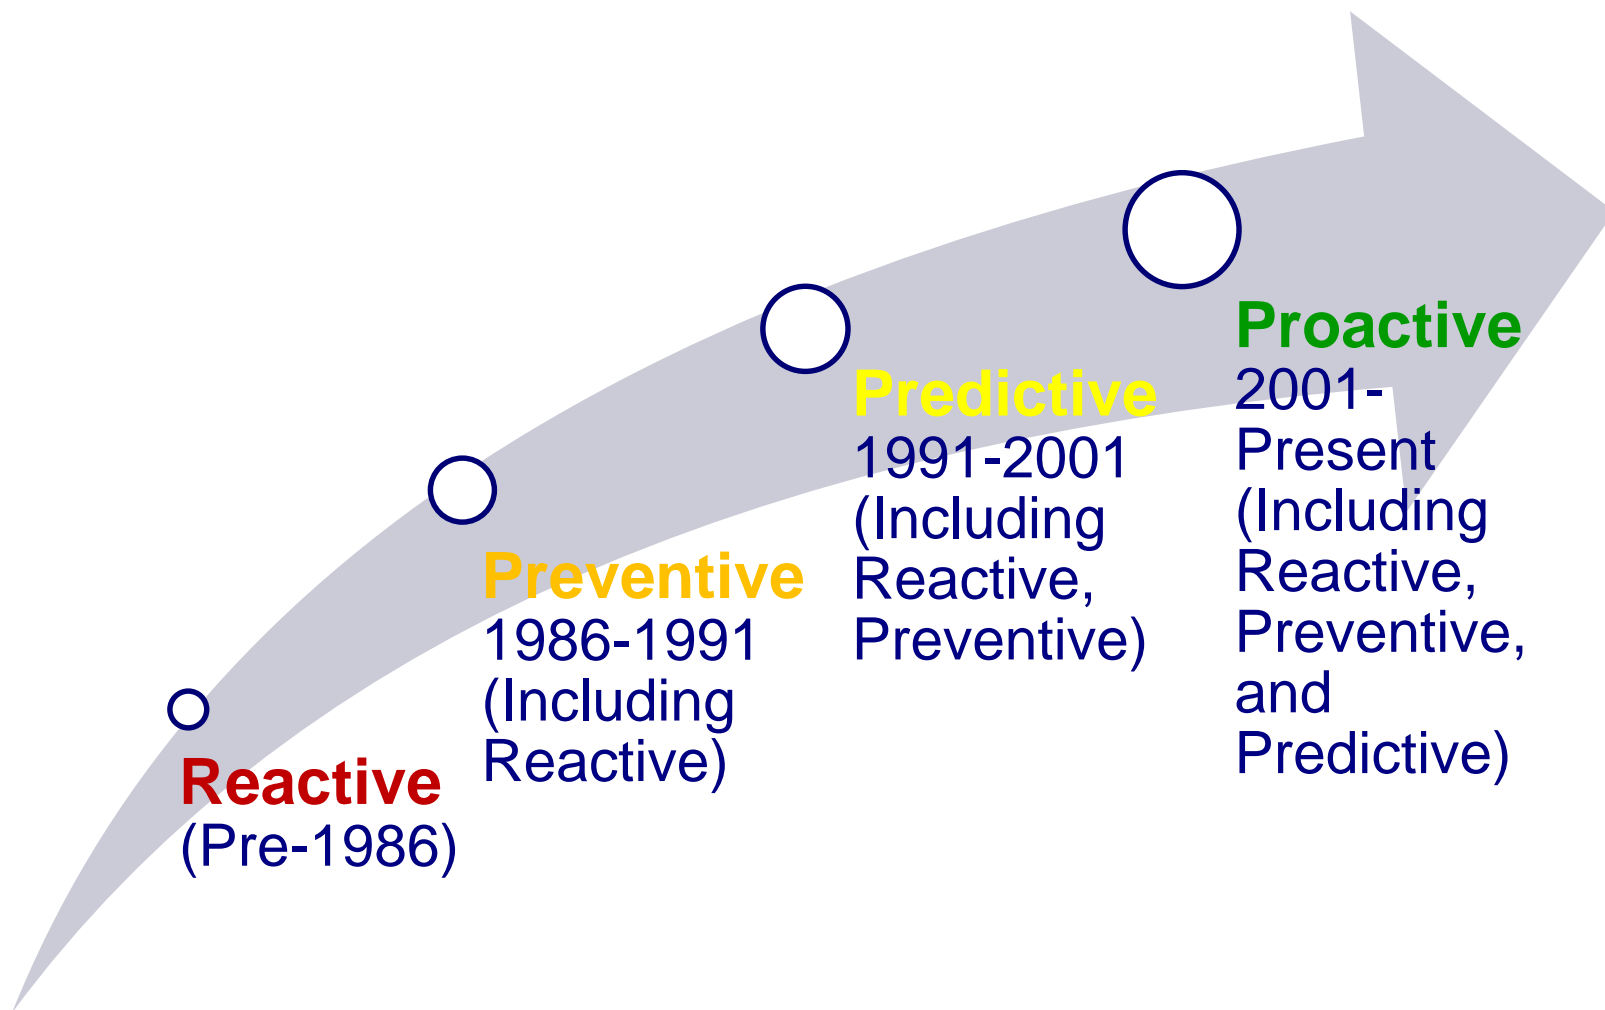 Reactive
(Pre-1986)
Preventive
1986-1991
(Including
Reactive)
Predictive
1991-2001
(Including
Reactive,
Preventive)
Proactive
2001-
Present
(Including
Reactive,
Preventive,
and
Predictive)